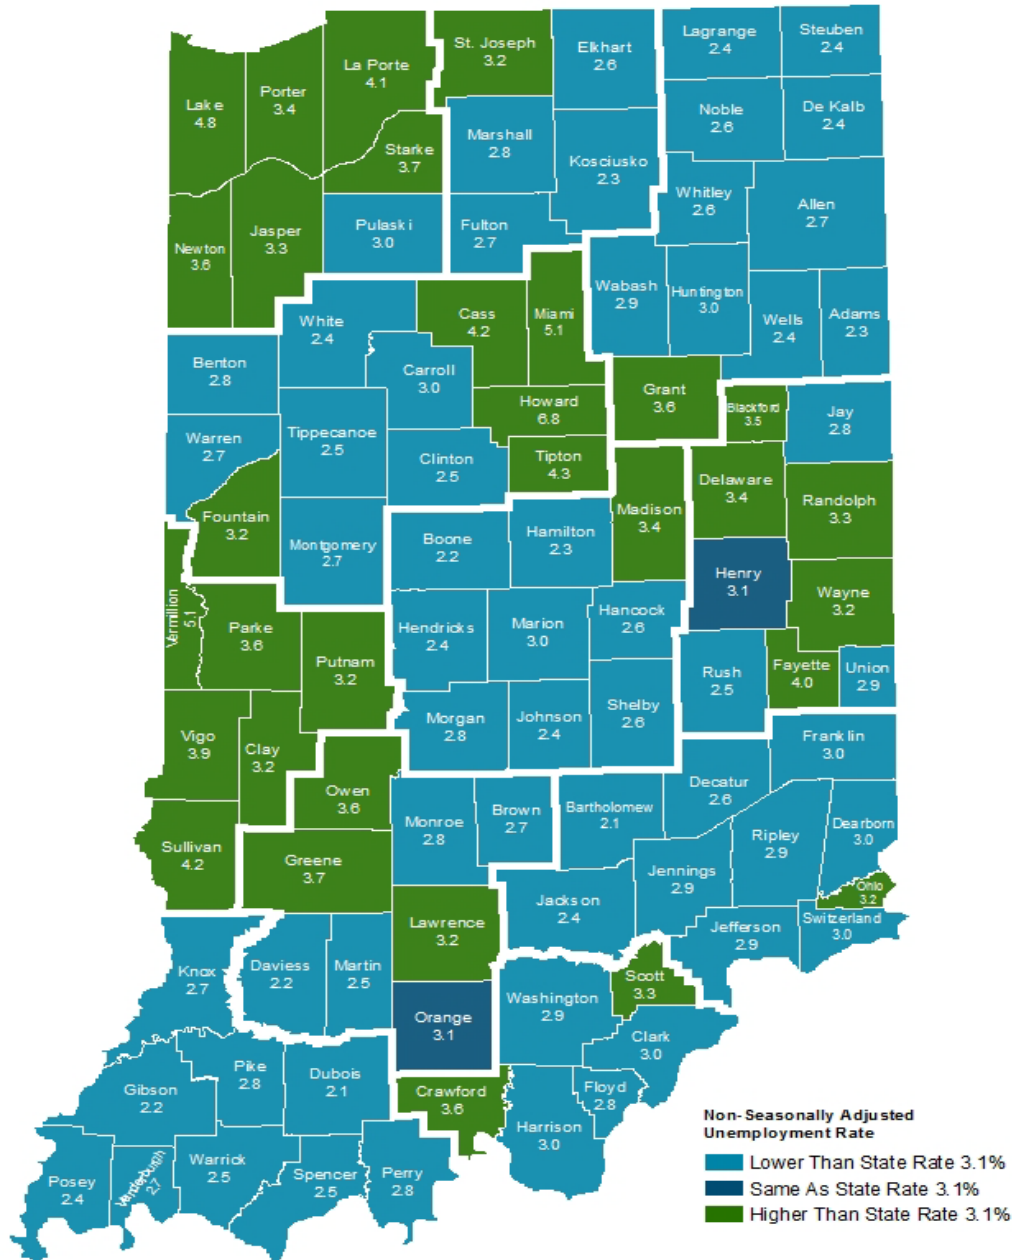 St. Joseph
3.2
Elkhart
2.6
Lagrange
2.4
Steuben
2.4
La Porte
4.1
Lake
4.8
Porter
3.4
Starke
3.7
Marshall
2.8
Kosciusko
2.3
Noble
2.6
De Kalb
2.4
Whitley
2.6
Allen
2.7
Newton
3.6
Jasper
3.3
Pulaski
3.0
Fulton
2.7
Wabash
2.9
Huntington
3.0
Wells
2.4
Adams
2.3
White
2.4
Cass
4.2
Miami
5.1
Benton
2.8
Carroll
3.0
Howard
6.8
Grant
3.6
Blackford
3.5
Jay
2.8
Warren
2.7
Tippecanoe
2.5
Clinton
2.5
Tipton
4.3
Fountain
3.2
Montgomery
2.7
Boone
2.2
Hamilton
2.3
Madison
3.4
Delaware
3.4
Randolph
3.3
Henry
3.1
Wayne
3.2
Vermillion
5.1
Parke
3.6
Putnam
3.2
Hendricks
2.4
Marion
3.0
Hancock
2.6
Rush
2.5
Fayette
4.0
Union
2.9
Vigo
3.9
Clay
3.2
Morgan
2.8
Johnson
2.4
Shelby
2.6
Franklin
3.0
Owen
3.6
Monroe
2.8
Brown
2.7
Bartholomew
2.1
Decatur
2.6
Ripley
2.9
Dearborn
3.0
Sullivan
4.2
Greene
3.7
Jennings
2.9
Ohio
3.2
Jackson
2.4
Lawrence
3.2
Jefferson
2.9
Switzerland
3.0
Knox
2.7
Daviess
2.2
Martin
2.5
Orange
3.1
Washington
2.9
Scott
3.3
Clark
3.0
Gibson
2.2
Pike
2.8
Dubois
2.1
Crawford
3.6
Floyd
2.8
Harrison
3.0
Posey
2.4
Vanderburgh
2.7
Warrick
2.5
Spencer
2.5
Perry
2.8
Non-Seasonally Adjusted
Unemployment Rate
Lower Than State Rate 3.1%
Same As State Rate 3.1%
Higher Than State Rate 3.1%